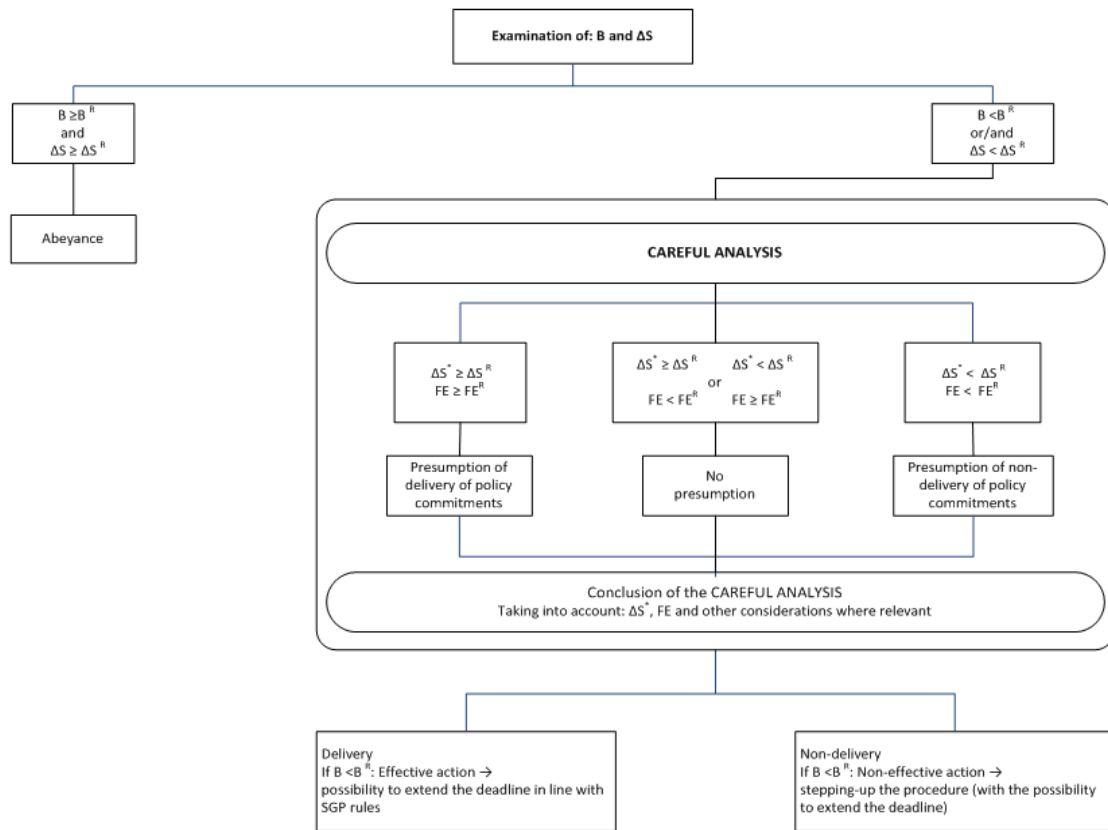 Examination of: B and ΔS
B ≥B R
and
ΔS ≥ ΔS R
B <B R
or/and
ΔS < ΔS R
Abeyance
CAREFUL ANALYSIS
ΔS* ≥ ΔS R
FE ≥ FER
ΔS* ≥ ΔS R ΔS* < ΔS R
or
FE < FER FE ≥ FER
ΔS* < ΔS R
FE < FER
Presumption of
delivery of policy
commitments
No
presumption
Presumption of non-
delivery of policy
commitments
Conclusion of the CAREFUL ANALYSIS
Taking into account: ΔS*, FE and other considerations where relevant
Delivery
If B <B R: Effective action →
possibility to extend the deadline in line with
SGP rules
Non-delivery
If B <B R: Non-effective action →
stepping-up the procedure (with the possibility
to extend the deadline)